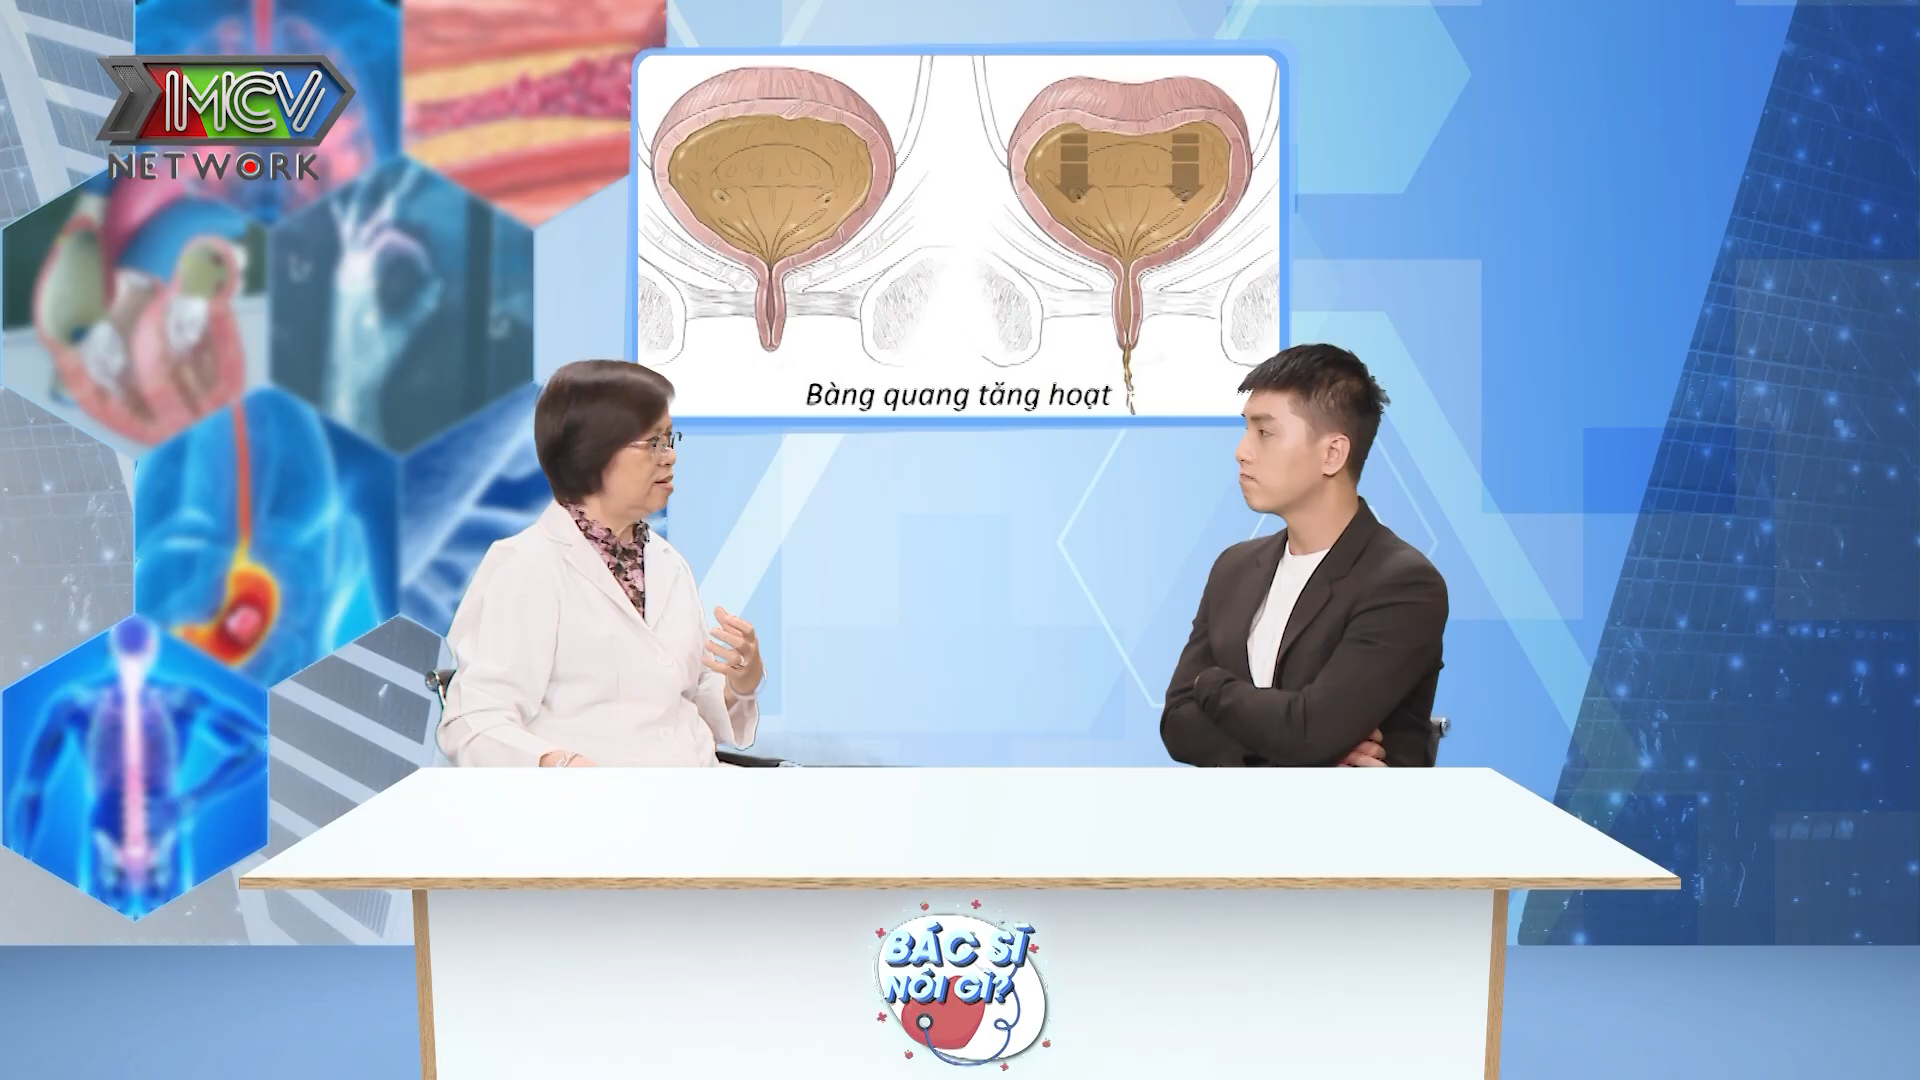 MCV
NETWORK
Bàng quang tăng hoạt
BÁC SĨ
NÓI GÌ?